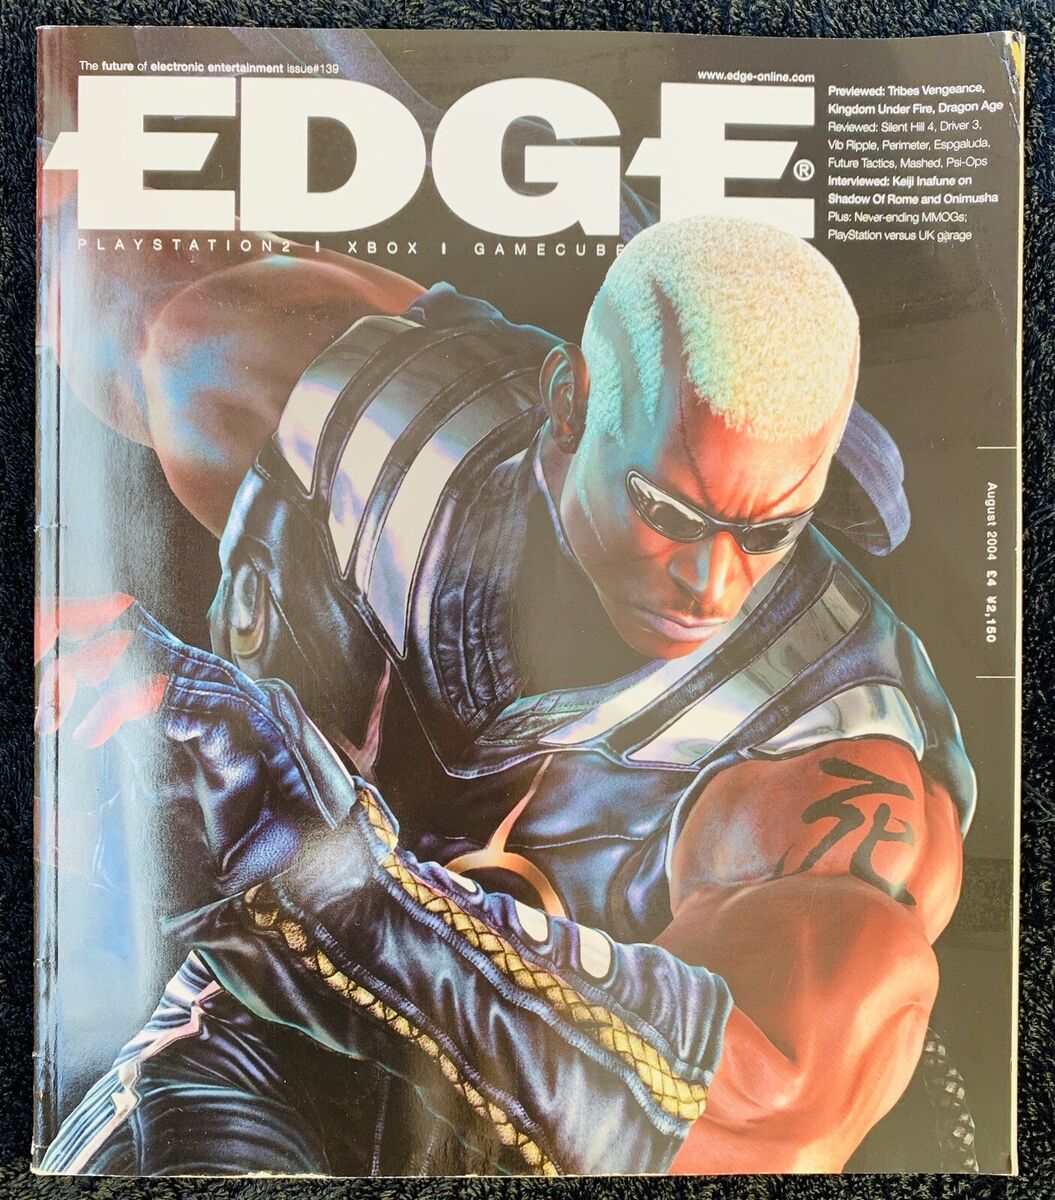 The future of electronic entertainment issue#139
www.edge-online.com
EDGE®
PLAYSTATION2 | XBOX | GAMECUBE
Previewed: Tribes Vengeance,
Kingdom Under Fire, Dragon Age
Reviewed: Silent Hill 4, Driver 3,
Vib Ripple, Perimeter, Espgaluda,
Future Tactics, Mashed, Psi-Ops
Interviewed: Keiji Inafune on
Shadow Of Rome and Onimusha
Plus: Never-ending MMOGs;
PlayStation versus UK garage
August 2004 £4 ¥2,150
死